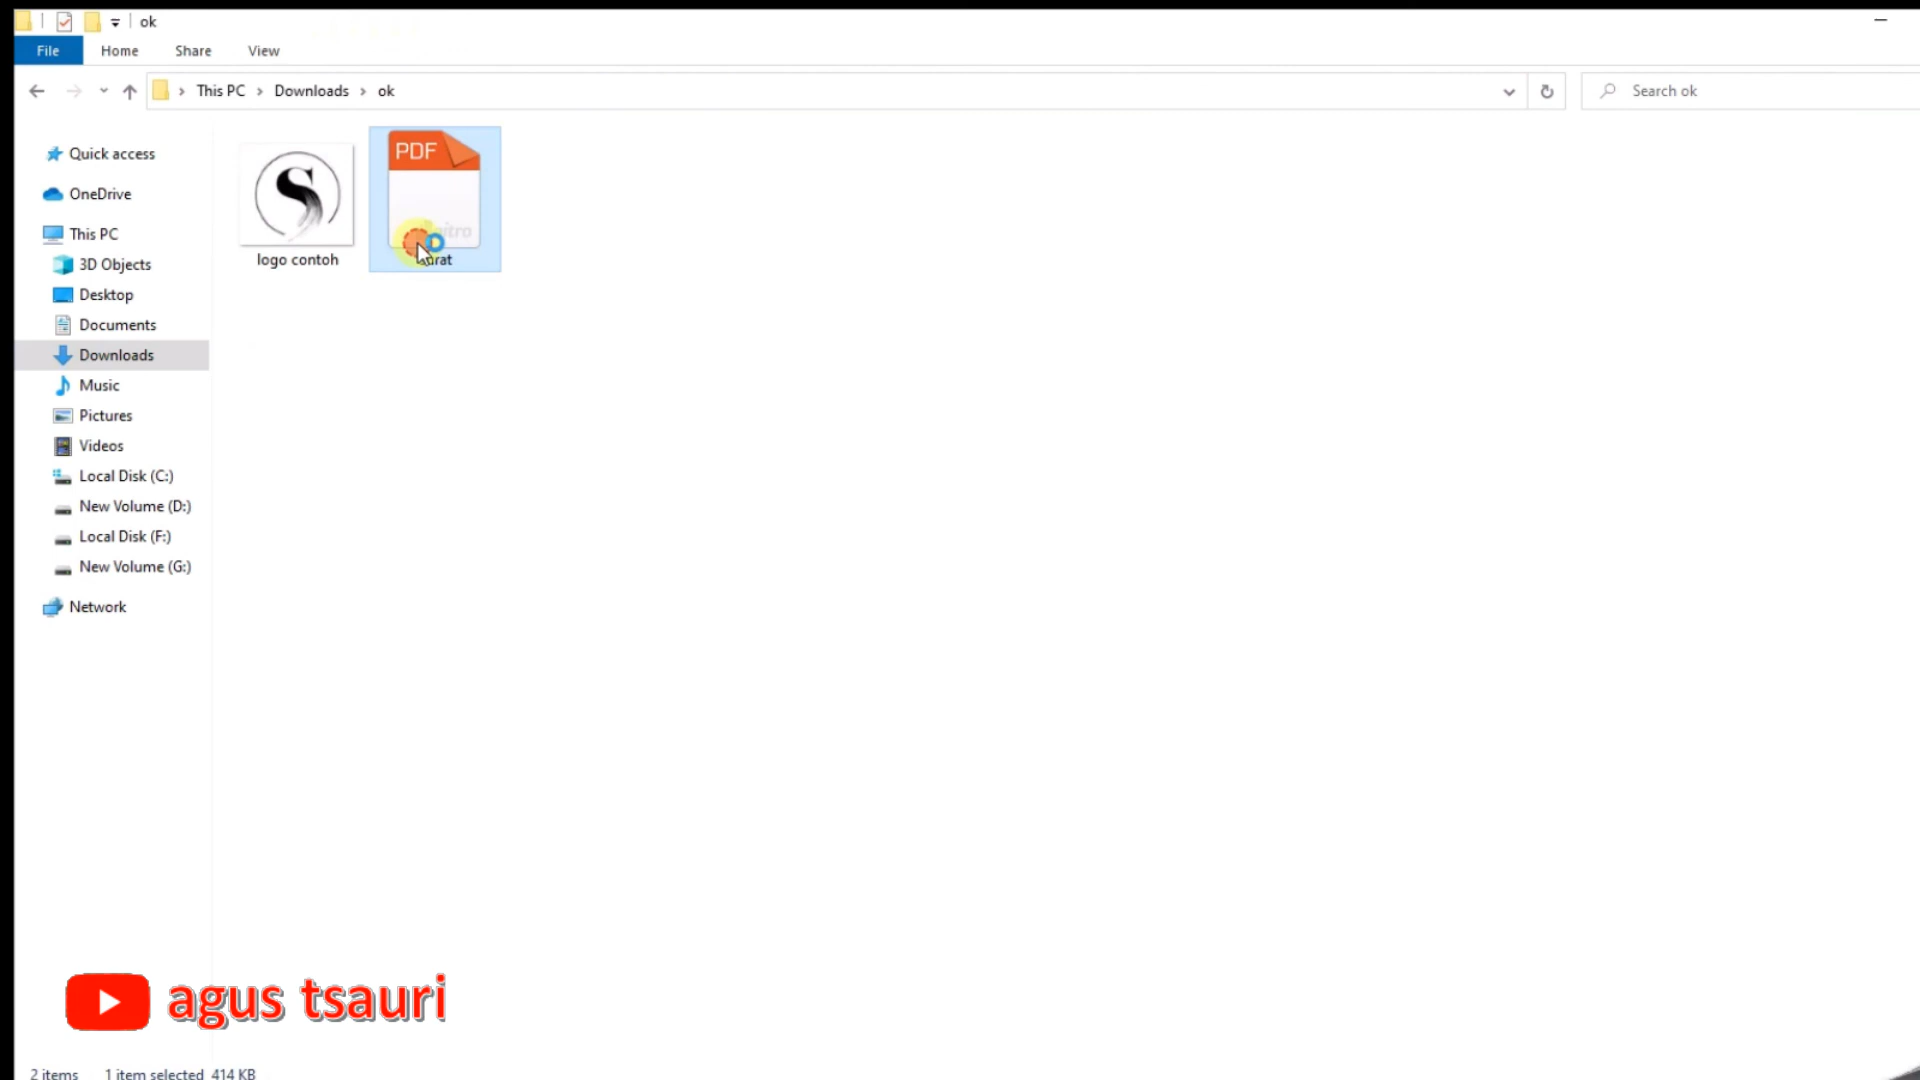 ok
File Home Share View
This PC Downloads ok
Search ok
Quick access
OneDrive
This PC
3D Objects
Desktop
Documents
Downloads
Music
Pictures
Videos
Local Disk (C:)
New Volume (D:)
Local Disk (F:)
New Volume (G:)
Network
PDF
logo contoh
agus tsauri
2 items 1 item selected 414 KB